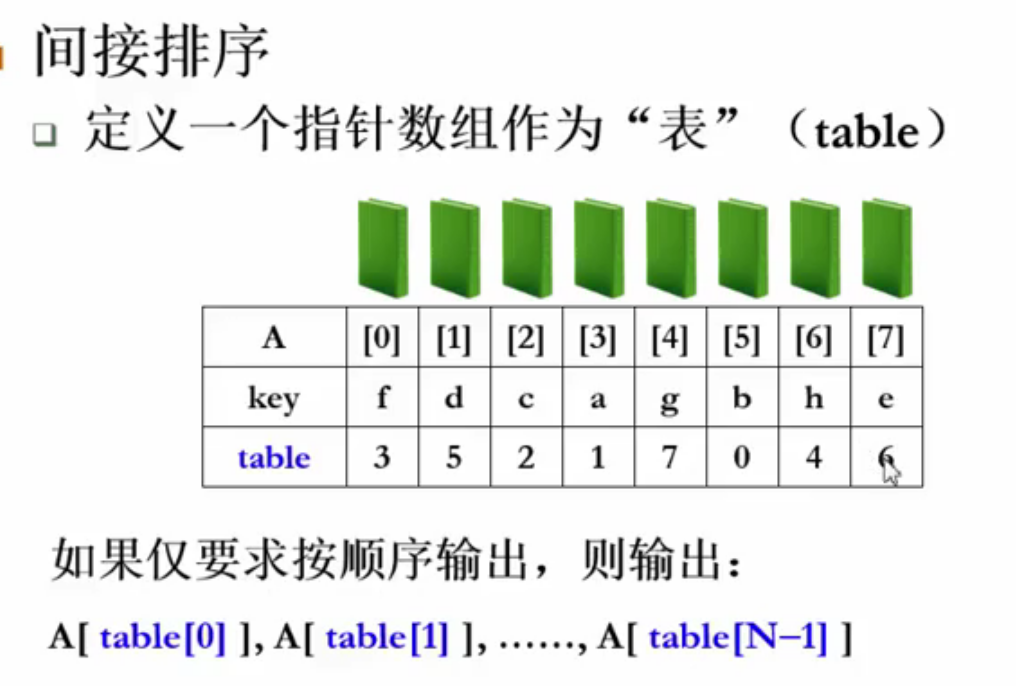 间接排序
定义一个指针数组作为“表”（table）
A [0] [1] [2] [3] [4] [5] [6] [7]
key f d c a g b h e
table 3 5 2 1 7 0 4 6
如果仅要求按顺序输出，则输出：
A[ table[0] ], A[ table[1] ], ……, A[ table[N–1] ]